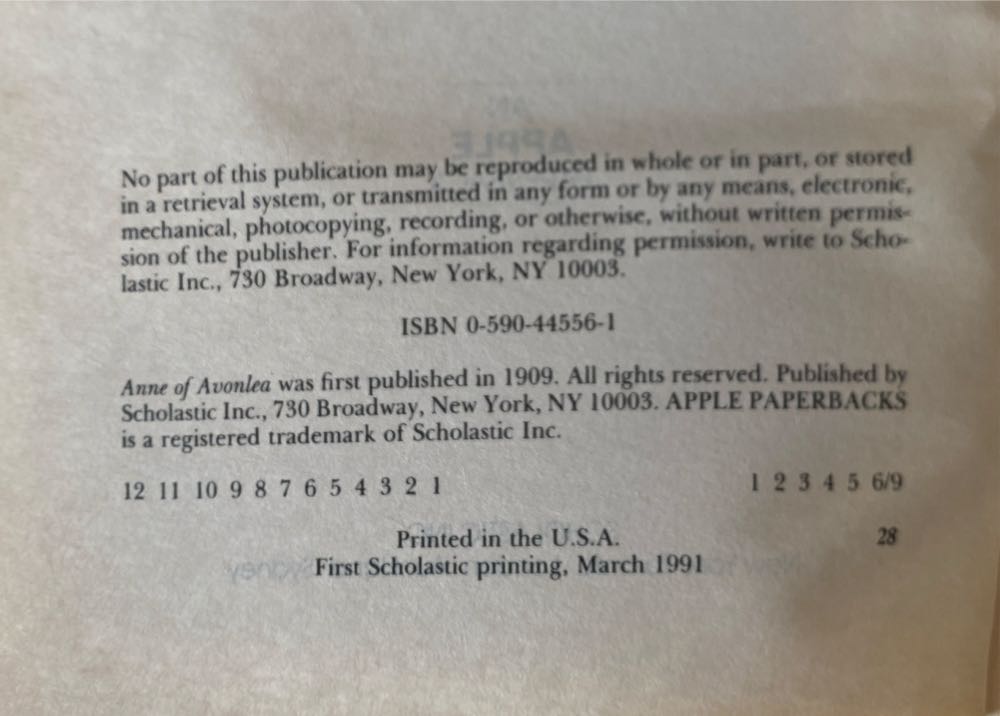 No part of this publication may be reproduced in whole or in part, or stored
in a retrieval system, or transmitted in any form or by any means, electronic,
mechanical, photocopying, recording, or otherwise, without written permis-
sion of the publisher. For information regarding permission, write to Scho-
lastic Inc., 730 Broadway, New York, NY 10003.
ISBN 0-590-44556-1
Anne of Avonlea was first published in 1909. All rights reserved. Published by
Scholastic Inc., 730 Broadway, New York, NY 10003. APPLE PAPERBACKS
is a registered trademark of Scholastic Inc.
12 11 10 9 8 7 6 5 4 3 2 1 1 2 3 4 5 6/9
Printed in the U.S.A. 28
First Scholastic printing, March 1991